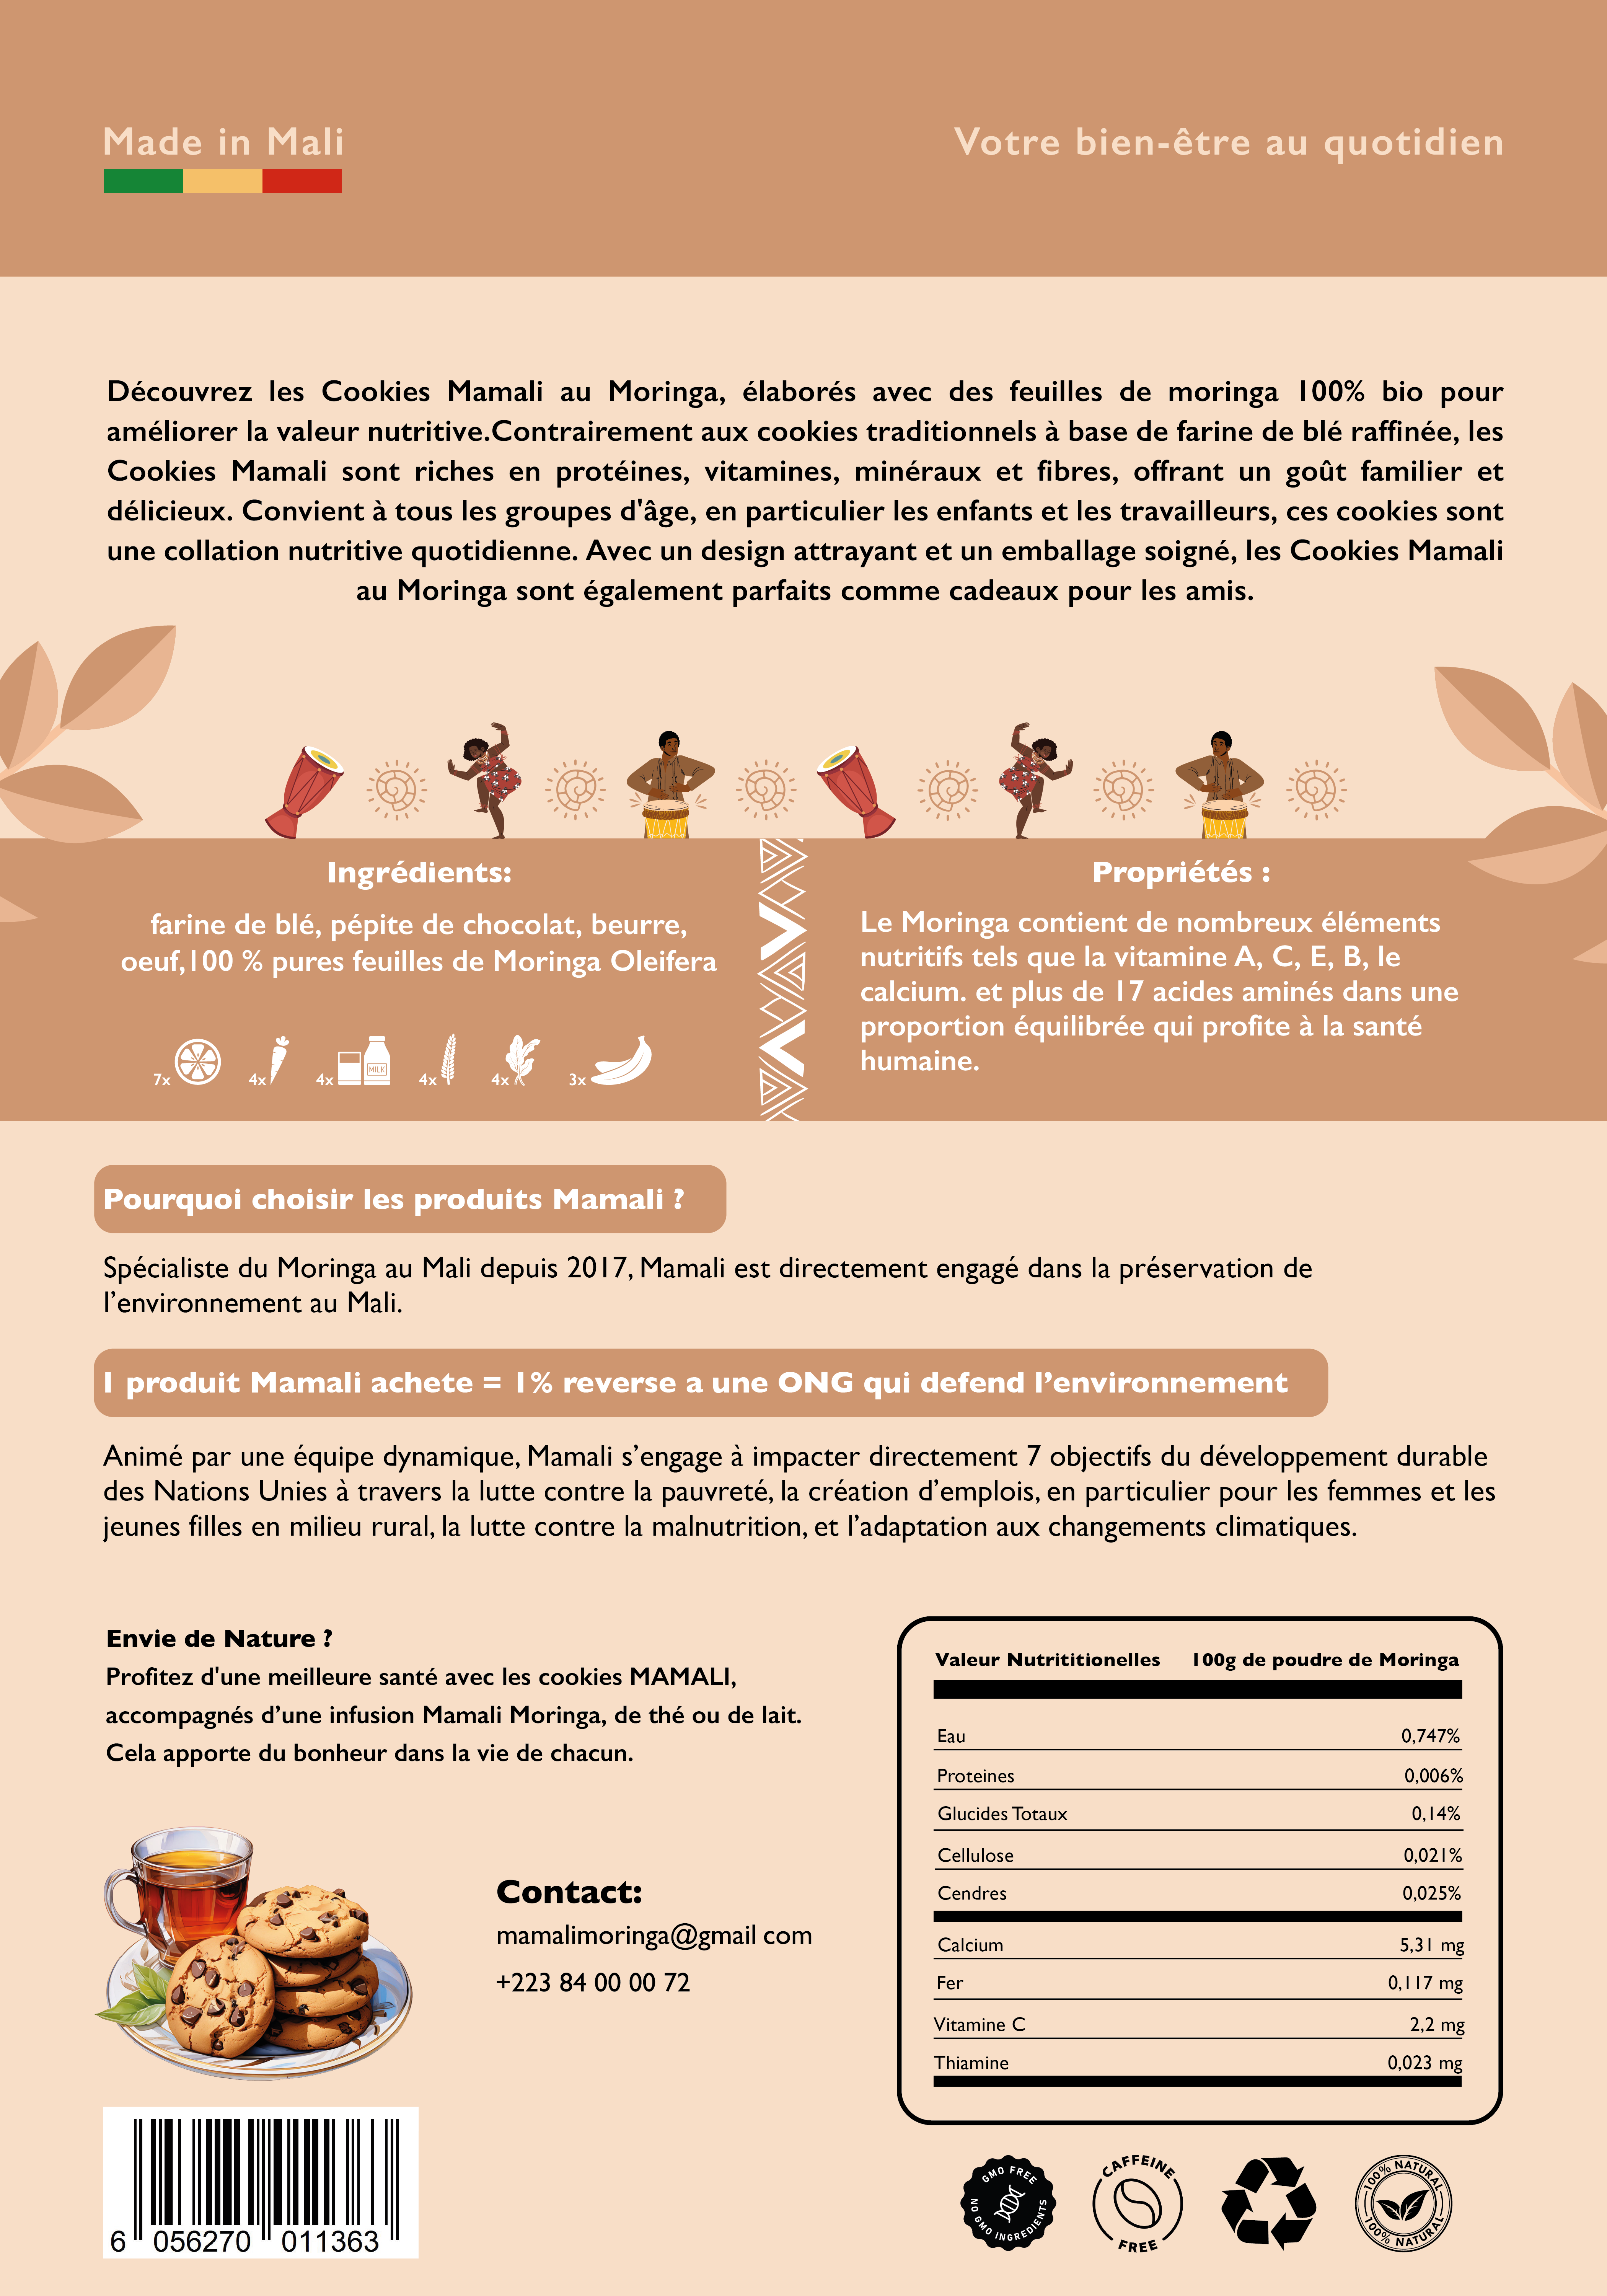 Made in Mali
Votre bien-être au quotidien
Découvrez les Cookies Mamali au Moringa, élaborés avec des feuilles de moringa 100% bio pour
améliorer la valeur nutritive.Contrairement aux cookies traditionnels à base de farine de blé raffinée, les
Cookies Mamali sont riches en protéines, vitamines, minéraux et fibres, offrant un goût familier et
délicieux. Convient à tous les groupes d'âge, en particulier les enfants et les travailleurs, ces cookies sont
une collation nutritive quotidienne. Avec un design attrayant et un emballage soigné, les Cookies Mamali
au Moringa sont également parfaits comme cadeaux pour les amis.
Ingrédients:
farine de blé, pépite de chocolat, beurre,
oeuf,100 % pures feuilles de Moringa Oleifera
7x 4x 4x MILK 4x 4x 3x
Propriétés :
Le Moringa contient de nombreux éléments
nutritifs tels que la vitamine A, C, E, B, le
calcium. et plus de 17 acides aminés dans une
proportion équilibrée qui profite à la santé
humaine.
Pourquoi choisir les produits Mamali ?
Spécialiste du Moringa au Mali depuis 2017, Mamali est directement engagé dans la préservation de
l’environnement au Mali.
1 produit Mamali achete = 1% reverse a une ONG qui defend l’environnement
Animé par une équipe dynamique, Mamali s’engage à impacter directement 7 objectifs du développement durable
des Nations Unies à travers la lutte contre la pauvreté, la création d’emplois, en particulier pour les femmes et les
jeunes filles en milieu rural, la lutte contre la malnutrition, et l’adaptation aux changements climatiques.
Envie de Nature ?
Profitez d'une meilleure santé avec les cookies MAMALI,
accompagnés d’une infusion Mamali Moringa, de thé ou de lait.
Cela apporte du bonheur dans la vie de chacun.
Contact:
mamalimoringa@gmail com
+223 84 00 00 72
6 056270 011363
Valeur Nutrititionelles 100g de poudre de Moringa
Eau 0,747%
Proteines 0,006%
Glucides Totaux 0,14%
Cellulose 0,021%
Cendres 0,025%
Calcium 5,31 mg
Fer 0,117 mg
Vitamine C 2,2 mg
Thiamine 0,023 mg
GMO FREE
NO GMO INGREDIENTS
CAFFEINE
FREE
100% NATURAL
100% NATURAL